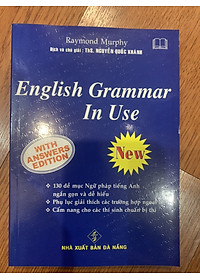 Raymond Murphy
Dịch và chú giải : ThS. NGUYỄN QUỐC KHÁNH
English Grammar
In Use
WITH
ANSWERS
EDITION
New
130 đề mục Ngữ pháp tiếng Anh
ngắn gọn và dễ hiểu
Phụ lục giải thích các trường hợp ngoại
Cẩm nang cho các thí sinh chuẩn bị thi
NHÀ XUẤT BẢN ĐÀ NẴNG